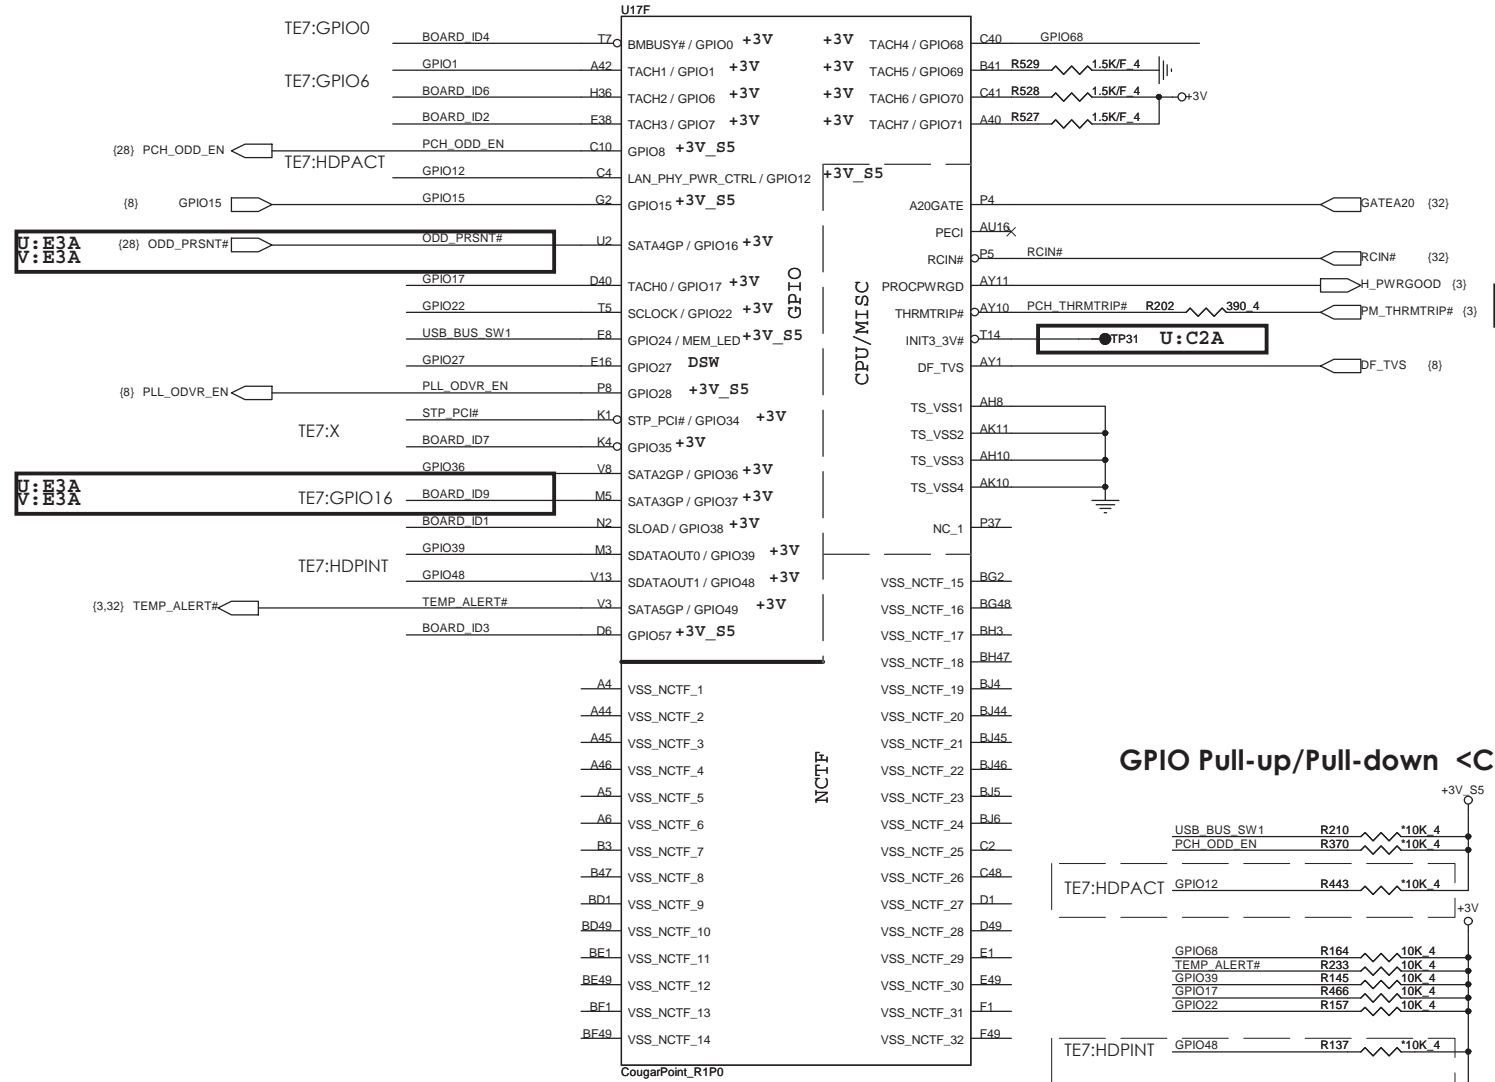 U17F
TE7:GPIO0
BOARD_ID4 T7 BMBUSY# / GPIO0 +3V +3V TACH4 / GPIO68 C40 GPIO68
GPIO1 A42 TACH1 / GPIO1 +3V +3V TACH5 / GPIO69 B41 R529 1.5K/F_4
TE7:GPIO6
BOARD_ID6 H36 TACH2 / GPIO6 +3V +3V TACH6 / GPIO70 C41 R528 1.5K/F_4 +3V
BOARD_ID2 E38 TACH3 / GPIO7 +3V +3V TACH7 / GPIO71 A40 R527 1.5K/F_4
{28} PCH_ODD_EN PCH_ODD_EN C10 GPIO8 +3V_S5
TE7:HDPACT
GPIO12 C4 LAN_PHY_PWR_CTRL / GPIO12 +3V_S5
{8} GPIO15 GPIO15 G2 GPIO15 +3V_S5 A20GATE P4 GATEA20 {32}
PECI AU16
U:E3A
V:E3A
{28} ODD_PRSNT# ODD_PRSNT# U2 SATA4GP / GPIO16 +3V
RCIN# P5 RCIN# RCIN# {32}
GPIO17 D40 TACH0 / GPIO17 +3V PROCPWRGD AY11 H_PWRGOOD {3}
GPIO22 T5 SCLOCK / GPIO22 +3V THRMTRIP# AY10 PCH_THRMTRIP# R202 390_4 PM_THRMTRIP# {3}
GPIO
CPU/MISC
USB_BUS_SW1 E8 GPIO24 / MEM_LED +3V_S5 INIT3_3V# T14 TP31 U:C2A
GPIO27 E16 GPIO27 DSW DF_TVS AY1 DF_TVS {8}
{8} PLL_ODVR_EN PLL_ODVR_EN P8 GPIO28 +3V_S5
STP_PCI# K1 STP_PCI# / GPIO34 +3V TS_VSS1 AH8
TE7:X
BOARD_ID7 K4 GPIO35 +3V TS_VSS2 AK11
GPIO36 V8 SATA2GP / GPIO36 +3V TS_VSS3 AH10
U:E3A
V:E3A
TE7:GPIO16 BOARD_ID9 M5 SATA3GP / GPIO37 +3V TS_VSS4 AK10
BOARD_ID1 N2 SLOAD / GPIO38 +3V NC_1 P37
GPIO39 M3 SDATAOUT0 / GPIO39 +3V
TE7:HDPINT
GPIO48 V13 SDATAOUT1 / GPIO48 +3V VSS_NCTF_15 BG2
{3,32} TEMP_ALERT# TEMP_ALERT# V3 SATA5GP / GPIO49 +3V VSS_NCTF_16 BG48
BOARD_ID3 D6 GPIO57 +3V_S5 VSS_NCTF_17 BH3
VSS_NCTF_18 BH47
A4 VSS_NCTF_1 VSS_NCTF_19 BJ4
A44 VSS_NCTF_2 VSS_NCTF_20 BJ44
A45 VSS_NCTF_3 VSS_NCTF_21 BJ45
A46 VSS_NCTF_4 VSS_NCTF_22 BJ46
NCTF
A5 VSS_NCTF_5 VSS_NCTF_23 BJ5
A6 VSS_NCTF_6 VSS_NCTF_24 BJ6
B3 VSS_NCTF_7 VSS_NCTF_25 C2
B47 VSS_NCTF_8 VSS_NCTF_26 C48
BD1 VSS_NCTF_9 VSS_NCTF_27 D1
BD49 VSS_NCTF_10 VSS_NCTF_28 D49
BE1 VSS_NCTF_11 VSS_NCTF_29 E1
BE49 VSS_NCTF_12 VSS_NCTF_30 E49
BF1 VSS_NCTF_13 VSS_NCTF_31 F1
BF49 VSS_NCTF_14 VSS_NCTF_32 F49
CougarPoint_R1P0
GPIO Pull-up/Pull-down <C
+3V_S5
USB_BUS_SW1 R210 *10K_4
PCH_ODD_EN R370 *10K_4
TE7:HDPACT GPIO12 R443 *10K_4
+3V
GPIO68 R164 10K_4
TEMP_ALERT# R233 10K_4
GPIO39 R145 10K_4
GPIO17 R466 10K_4
GPIO22 R157 10K_4
TE7:HDPINT GPIO48 R137 *10K_4